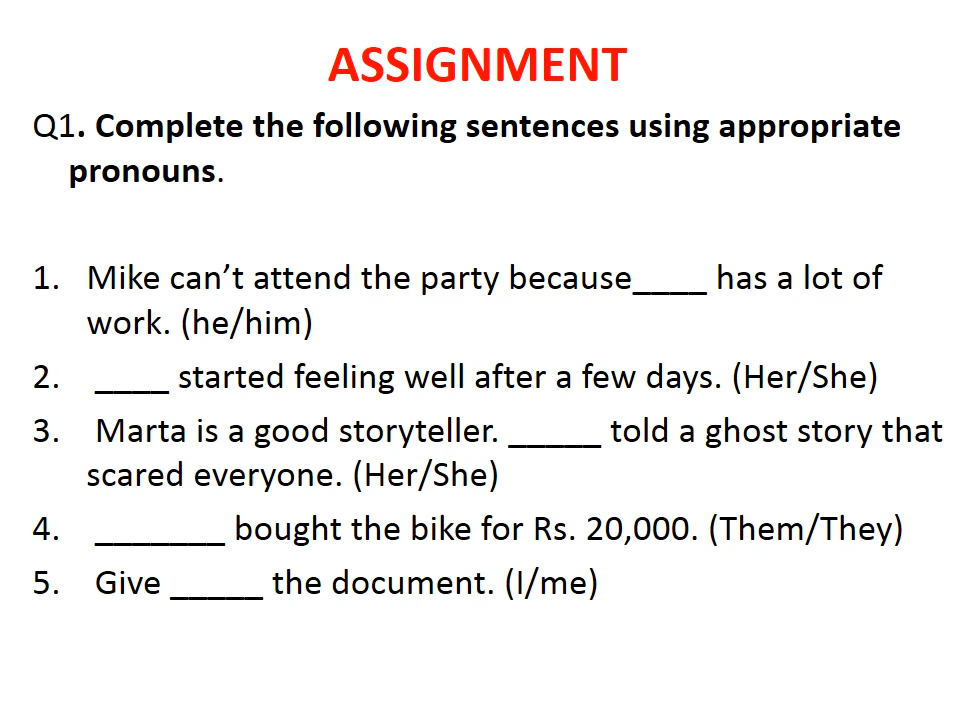 ASSIGNMENT
Q1. Complete the following sentences using appropriate
pronouns.
1. Mike can’t attend the party because____ has a lot of
work. (he/him)
2. ____ started feeling well after a few days. (Her/She)
3. Marta is a good storyteller. _____ told a ghost story that
scared everyone. (Her/She)
4. _______ bought the bike for Rs. 20,000. (Them/They)
5. Give _____ the document. (I/me)